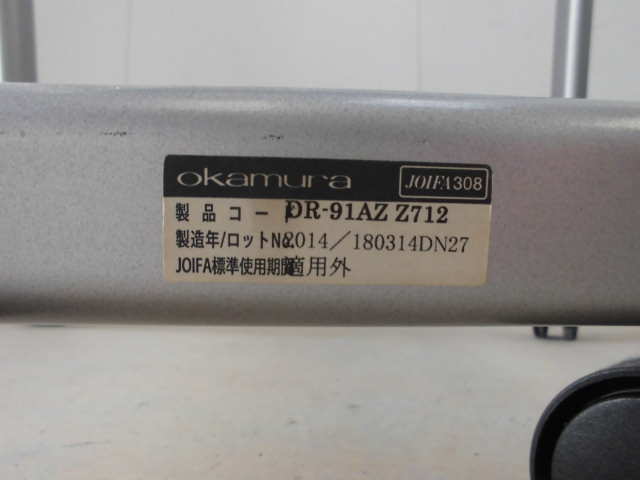 okamura JOIFA308
製品コード DR-91AZ Z712
製造年/ロットNo. 2014/180314DN27
JOIFA標準使用期間 適用外